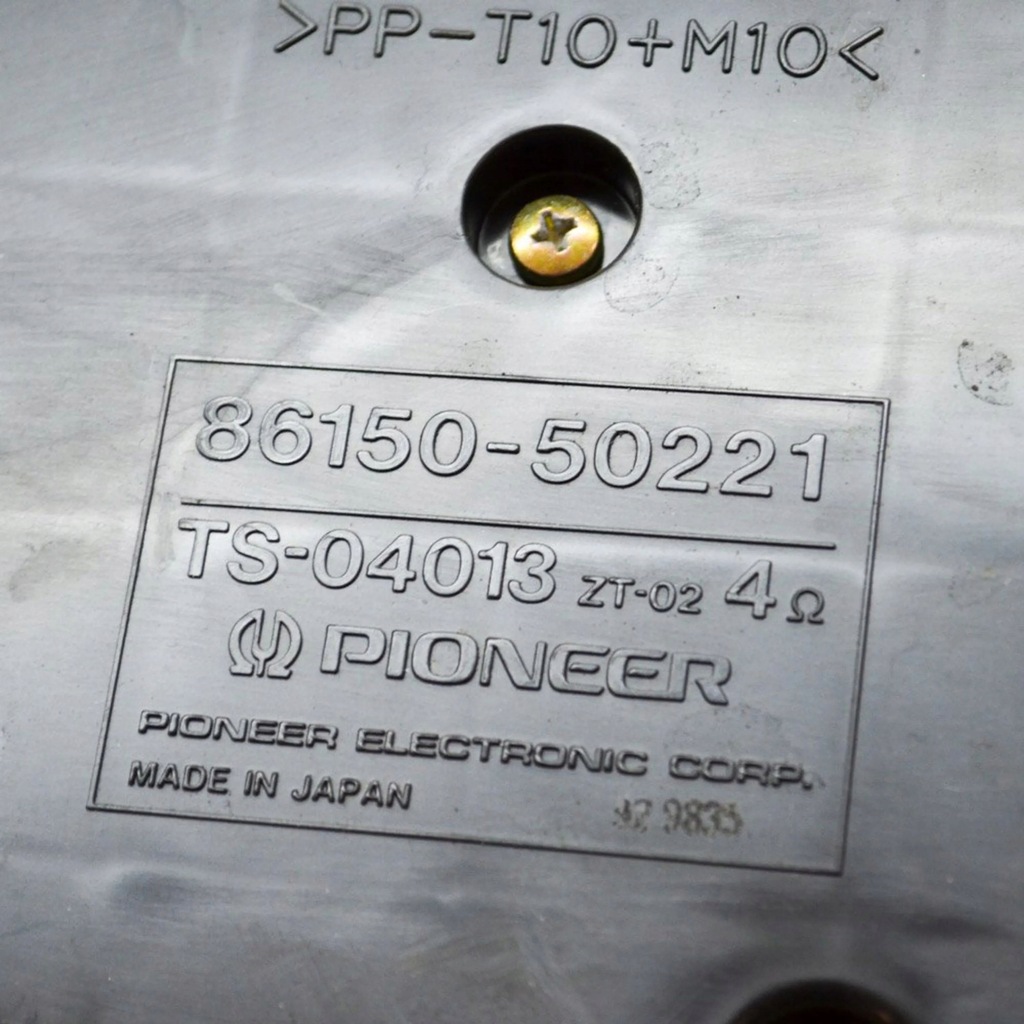 >PP-T10+M10<
86150-50221
TS-04013 ZT-02 4Ω
PIONEER
PIONEER ELECTRONIC CORP.
MADE IN JAPAN